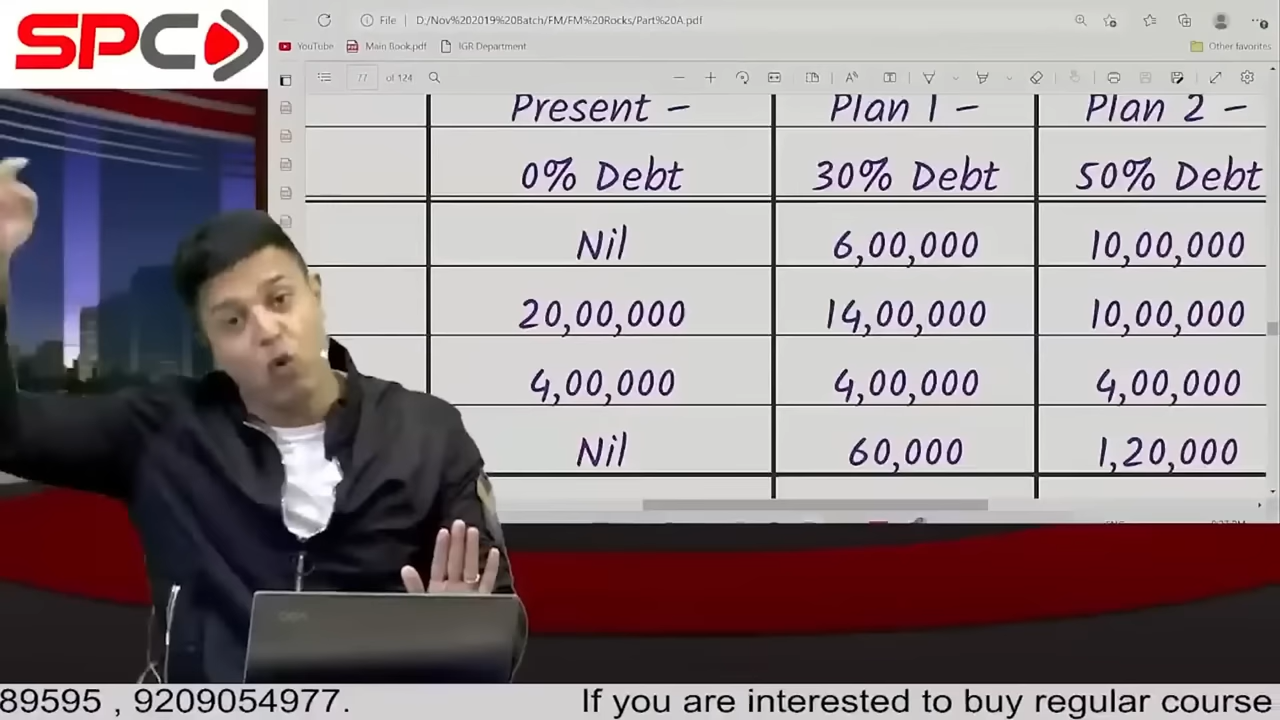 SPC
File D:/Nov%202019%20Batch/FM/FM%20Rocks/Part%20A.pdf
YouTube Main Book.pdf IGR Department Other favorites
77 of 124
Present – Plan 1 – Plan 2 –
0% Debt 30% Debt 50% Debt
Nil 6,00,000 10,00,000
20,00,000 14,00,000 10,00,000
4,00,000 4,00,000 4,00,000
Nil 60,000 1,20,000
89595 , 9209054977. If you are interested to buy regular course